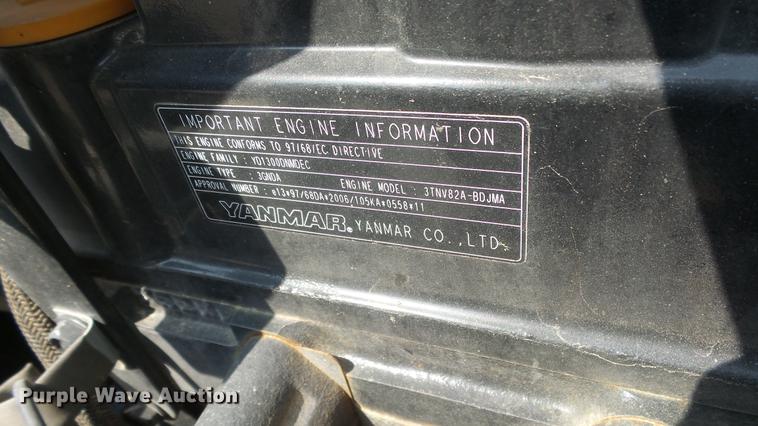 IMPORTANT ENGINE INFORMATION
THIS ENGINE CONFORMS TO 97/68/EC DIRECTIVE
ENGINE FAMILY : YDI300DNMDEC
ENGINE TYPE : 3GNDA ENGINE MODEL : 3TNV82A-BDJMA
APPROVAL NUMBER : e13*97/68DA*2006/105KA*0558*11
YANMAR® YANMAR CO.,LTD.
Purple Wave Auction